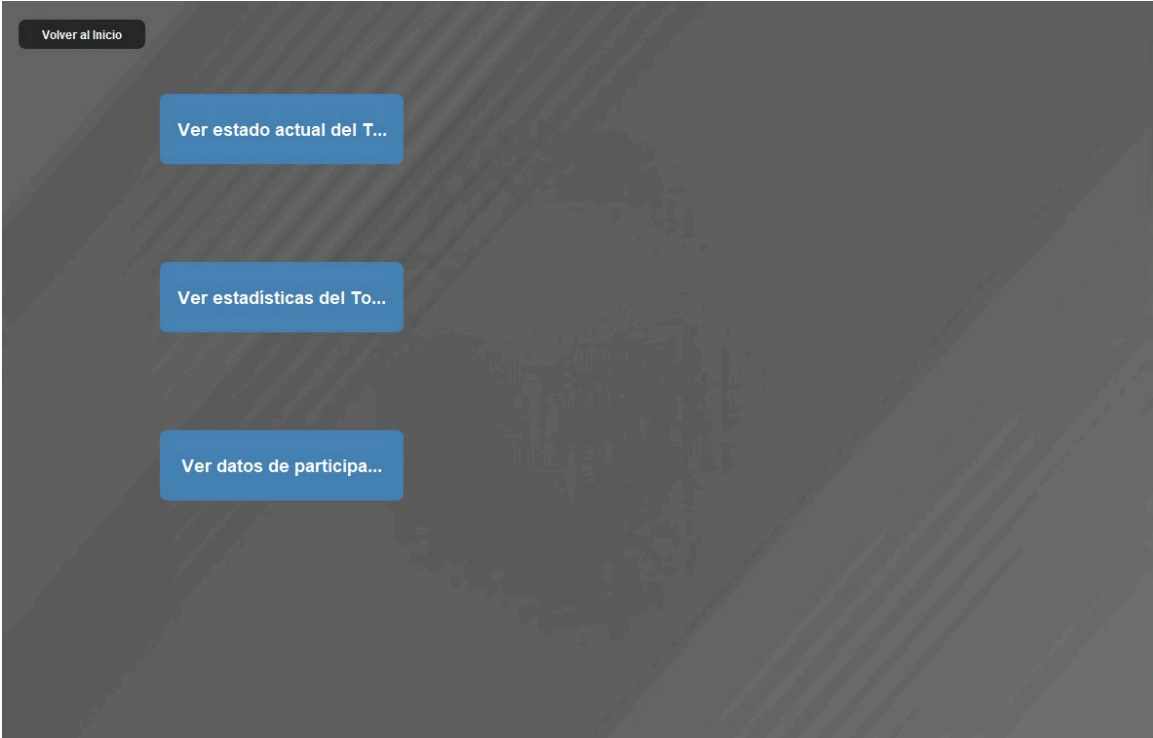 Volver al Inicio
Ver estado actual del T...
Ver estadísticas del To...
Ver datos de participa...